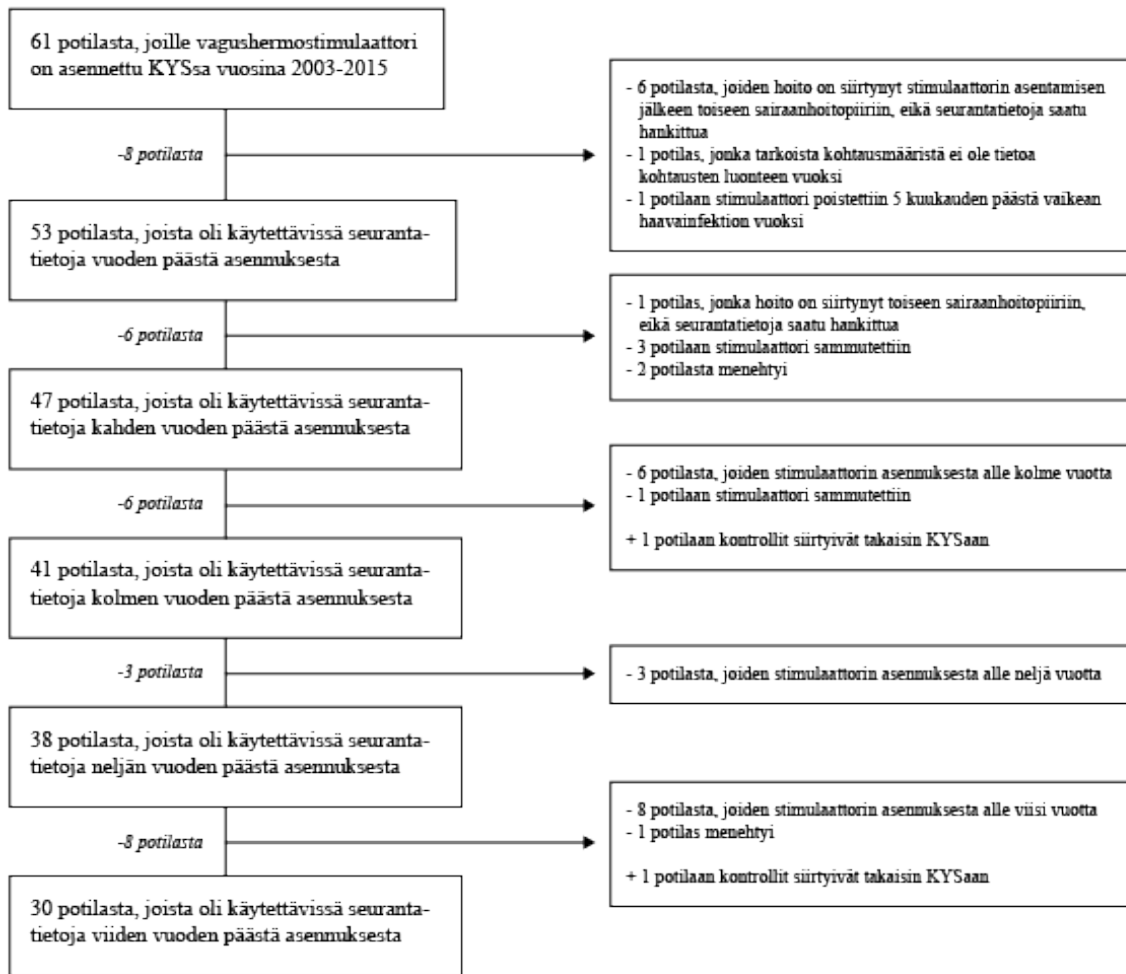 61 potilasta, joille vagushermostimulaattori
on asennettu KYSsa vuosina 2003-2015
-8 potilasta
- 6 potilasta, joiden hoito on siirtynyt stimulaattorin asentamisen
jälkeen toiseen sairaanhoitopiiriin, eikä seurantatietoja saatu
hankittua
- 1 potilas, jonka tarkoista kohtausmääristä ei ole tietoa
kohtausten luonteen vuoksi
- 1 potilaan stimulaattori poistettiin 5 kuukauden päästä vaikean
haavainfektion vuoksi
53 potilasta, joista oli käytettävissä seuranta-
tietoja vuoden päästä asennuksesta
-6 potilasta
- 1 potilas, jonka hoito on siirtynyt toiseen sairaanhoitopiiriin,
eikä seurantatietoja saatu hankittua
- 3 potilaan stimulaattori sammutettiin
- 2 potilasta menehtyi
47 potilasta, joista oli käytettävissä seuranta-
tietoja kahden vuoden päästä asennuksesta
-6 potilasta
- 6 potilasta, joiden stimulaattorin asennuksesta alle kolme vuotta
- 1 potilaan stimulaattori sammutettiin
+ 1 potilaan kontrollit siirtyivät takaisin KYSaan
41 potilasta, joista oli käytettävissä seuranta-
tietoja kolmen vuoden päästä asennuksesta
-3 potilasta
- 3 potilasta, joiden stimulaattorin asennuksesta alle neljä vuotta
38 potilasta, joista oli käytettävissä seuranta-
tietoja neljän vuoden päästä asennuksesta
-8 potilasta
- 8 potilasta, joiden stimulaattorin asennuksesta alle viisi vuotta
- 1 potilas menehtyi
+ 1 potilaan kontrollit siirtyivät takaisin KYSaan
30 potilasta, joista oli käytettävissä seuranta-
tietoja viiden vuoden päästä asennuksesta